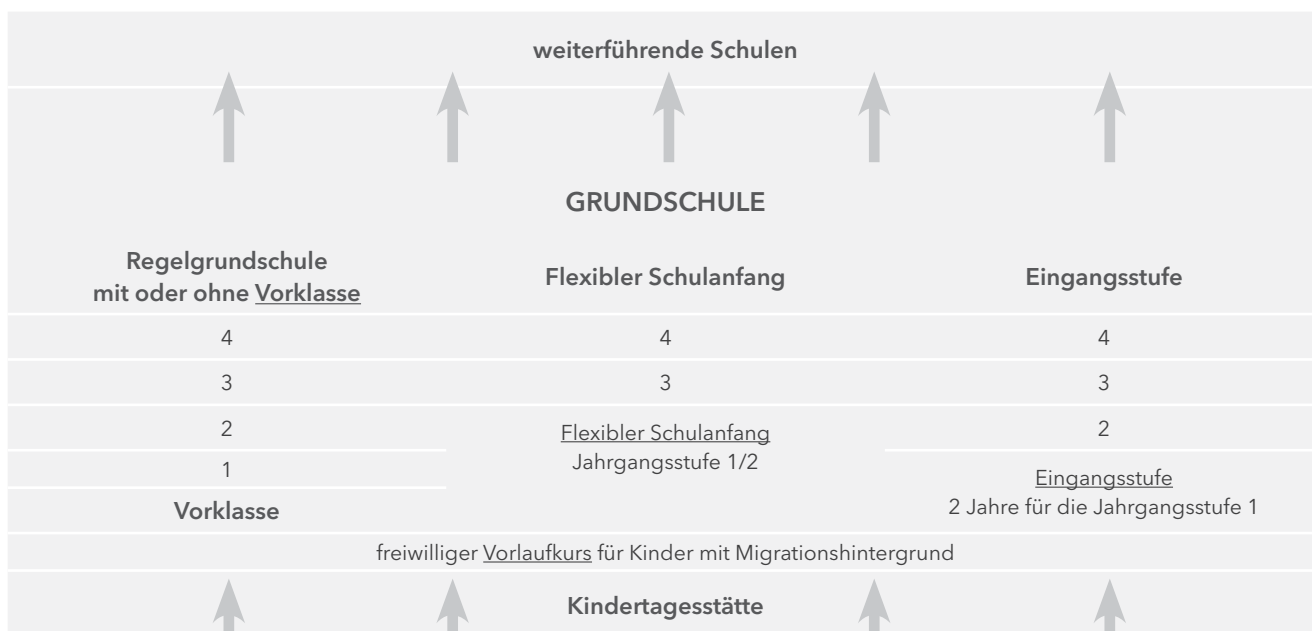 weiterführende Schulen
GRUNDSCHULE
Regelgrundschule
mit oder ohne Vorklasse
Flexibler Schulanfang
Eingangsstufe
4
4
4
3
3
3
2
Flexibler Schulanfang
Jahrgangsstufe 1/2
2
1
Eingangsstufe
2 Jahre für die Jahrgangsstufe 1
Vorklasse
freiwilliger Vorlaufkurs für Kinder mit Migrationshintergrund
Kindertagesstätte